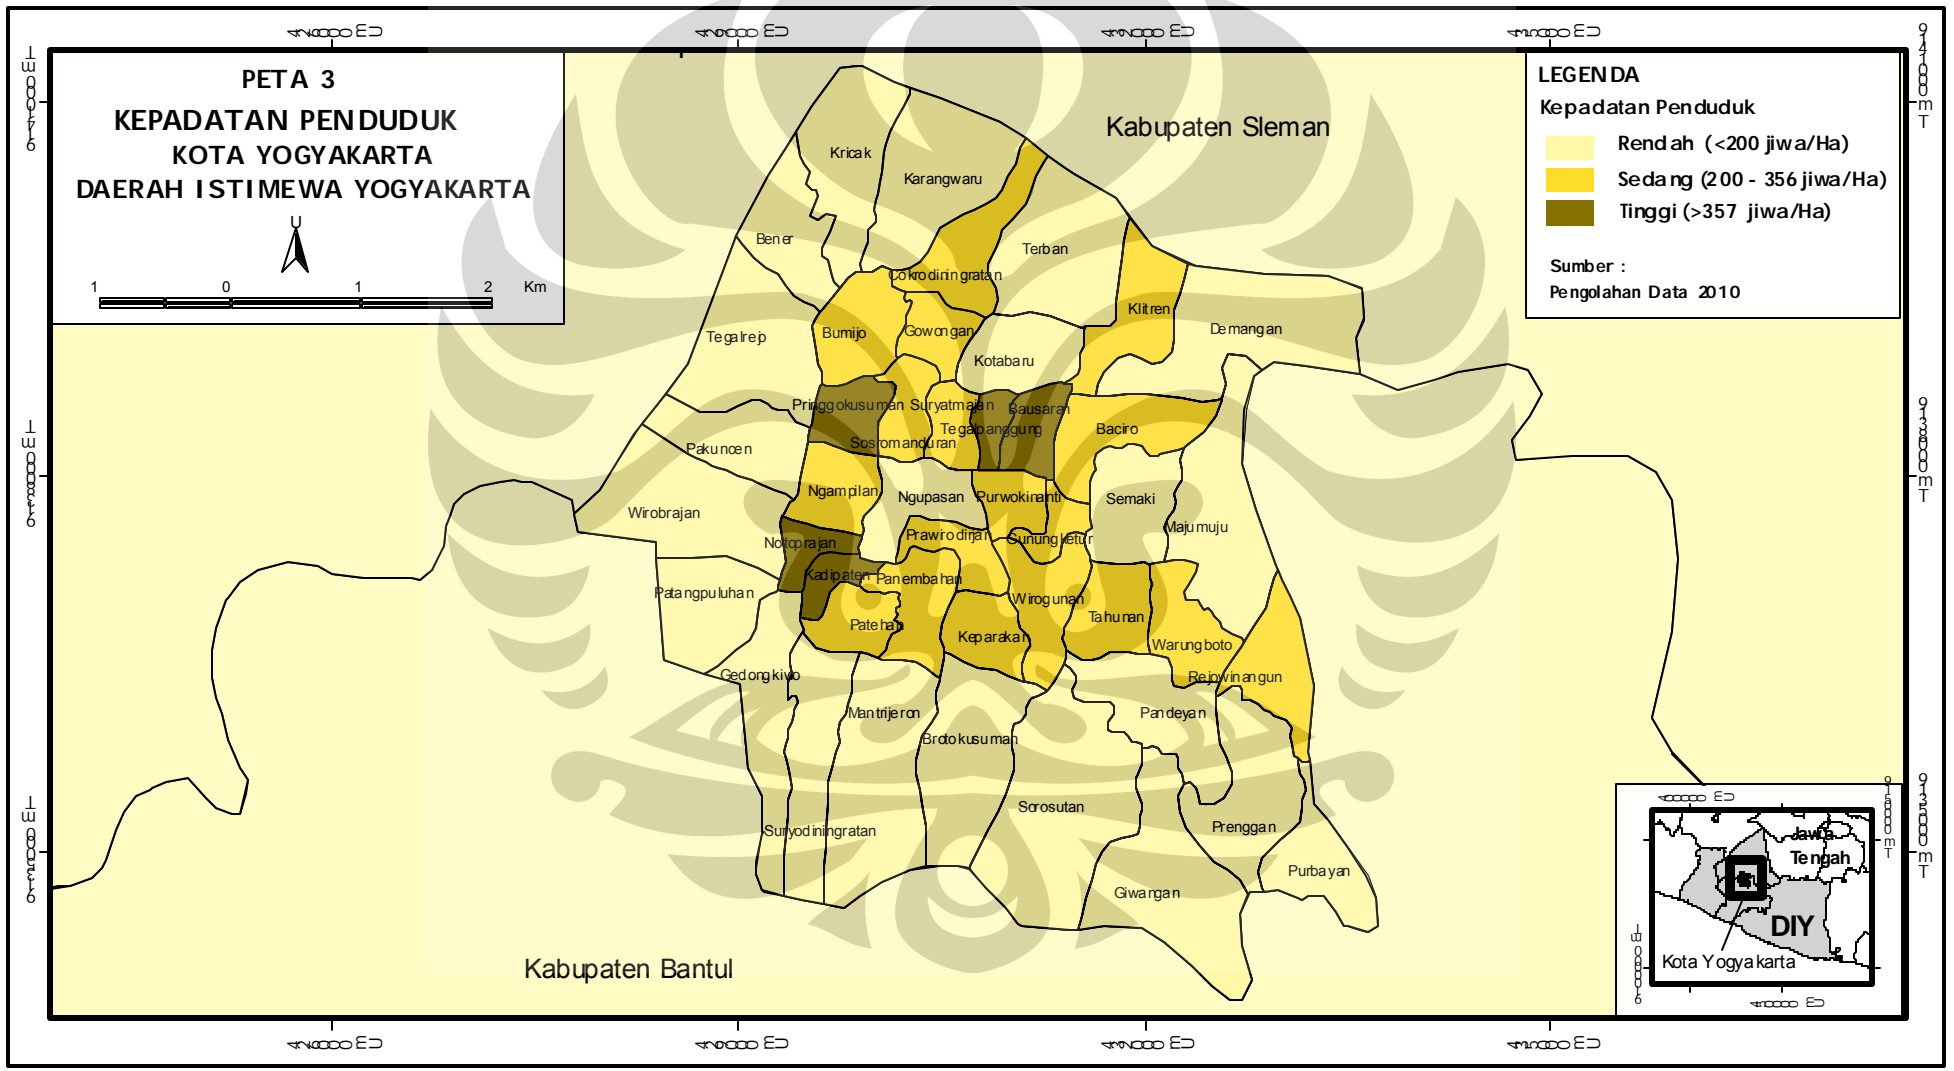 PETA 3
KEPADATAN PENDUDUK
KOTA YOGYAKARTA
DAERAH ISTIMEWA YOGYAKARTA
U
1 0 1 2 Km
LEGENDA
Kepadatan Penduduk
Rendah (<200 jiwa/Ha)
Sedang (200 - 356 jiwa/Ha)
Tinggi (>357 jiwa/Ha)
Sumber :
Pengolahan Data 2010
Kabupaten Sleman
Kricak
Karangwaru
Bener
Terban
Cokrodiningratan
Klitren
Tegalrejo
Bumijo
Gowongan
Demangan
Kotabaru
Pringgokusuman
Suryatmajan
Bausaran
Tegalpanggung
Baciro
Sosromanduran
Pakuncen
Ngampilan
Ngupasan
Purwokinanti
Semaki
Wirobrajan
Majumuju
Notoprajan
Prawirodirjan
Gunungketur
Kadipaten
Panembahan
Patangpuluhan
Wirogunan
Patehan
Keparakan
Tahunan
Warungboto
Gedongkiwo
Rejowinangun
Mantrijeron
Pandeyan
Brotokusuman
Sorosutan
Suryodiningratan
Prenggan
Purbayan
Giwangan
Kabupaten Bantul
Jawa
Tengah
DIY
Kota Yogyakarta